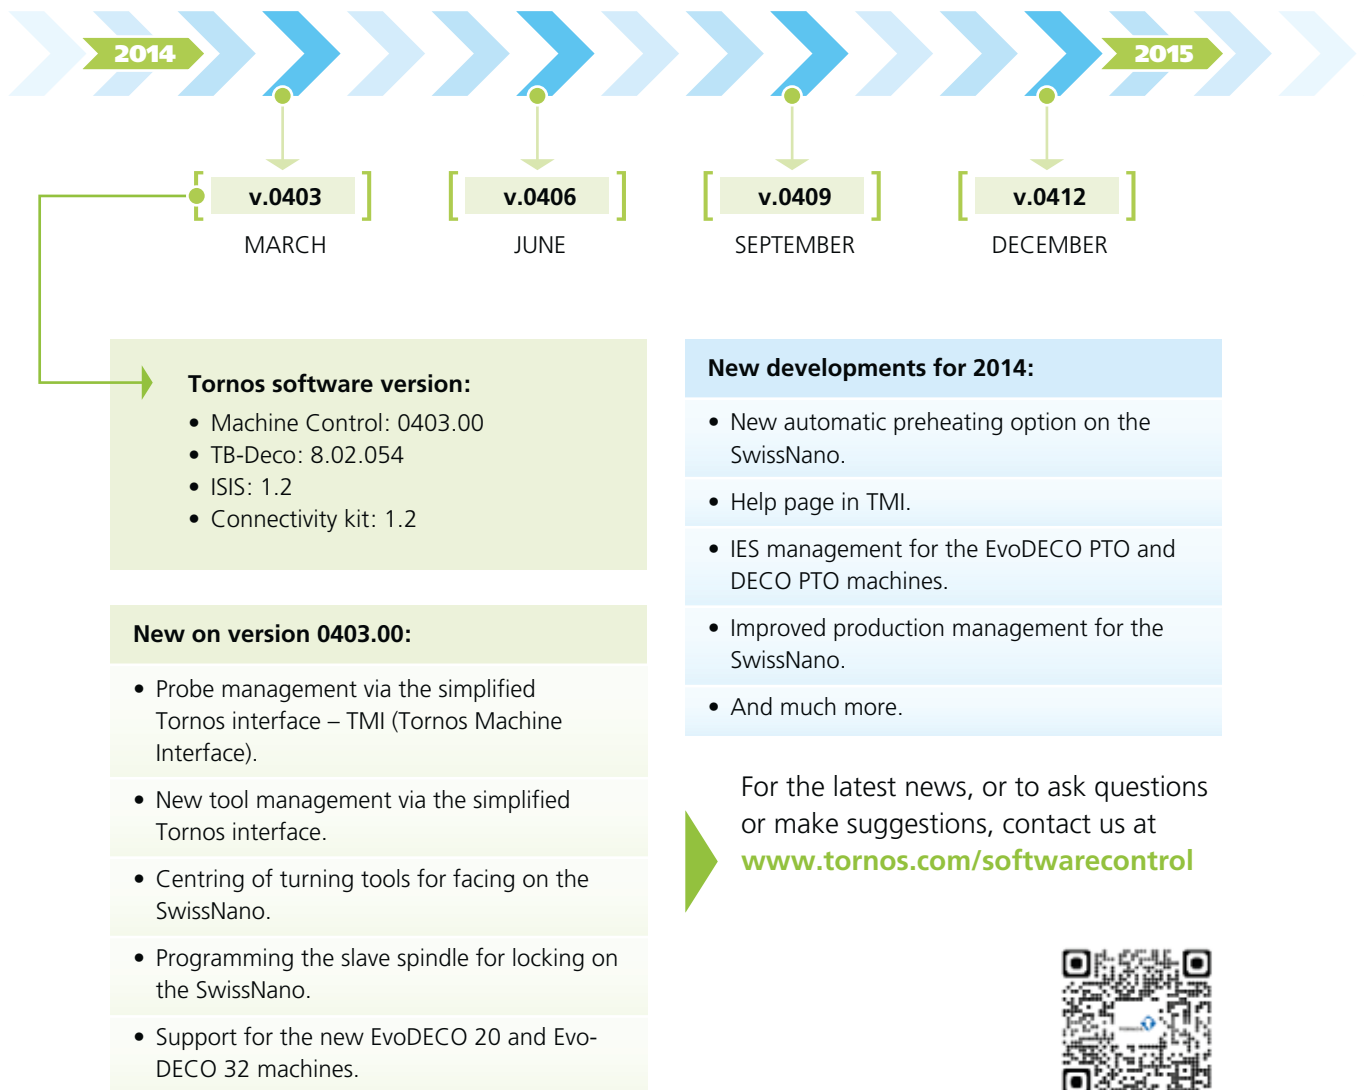 2014
2015
v.0403
v.0406
v.0409
v.0412
MARCH
JUNE
SEPTEMBER
DECEMBER
Tornos software version:
• Machine Control: 0403.00
• TB-Deco: 8.02.054
• ISIS: 1.2
• Connectivity kit: 1.2
New on version 0403.00:
• Probe management via the simplified
Tornos interface – TMI (Tornos Machine
Interface).
• New tool management via the simplified
Tornos interface.
• Centring of turning tools for facing on the
SwissNano.
• Programming the slave spindle for locking on
the SwissNano.
• Support for the new EvoDECO 20 and Evo-
DECO 32 machines.
New developments for 2014:
• New automatic preheating option on the
SwissNano.
• Help page in TMI.
• IES management for the EvoDECO PTO and
DECO PTO machines.
• Improved production management for the
SwissNano.
• And much more.
For the latest news, or to ask questions
or make suggestions, contact us at
www.tornos.com/softwarecontrol